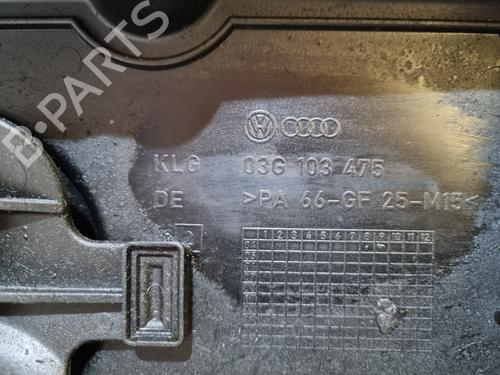 B-PARTS
KLG 03G 103 475
DE >PA 66-GF 25-M15<
2
1 2 3 4 5 6 7 8 9 10 11 12